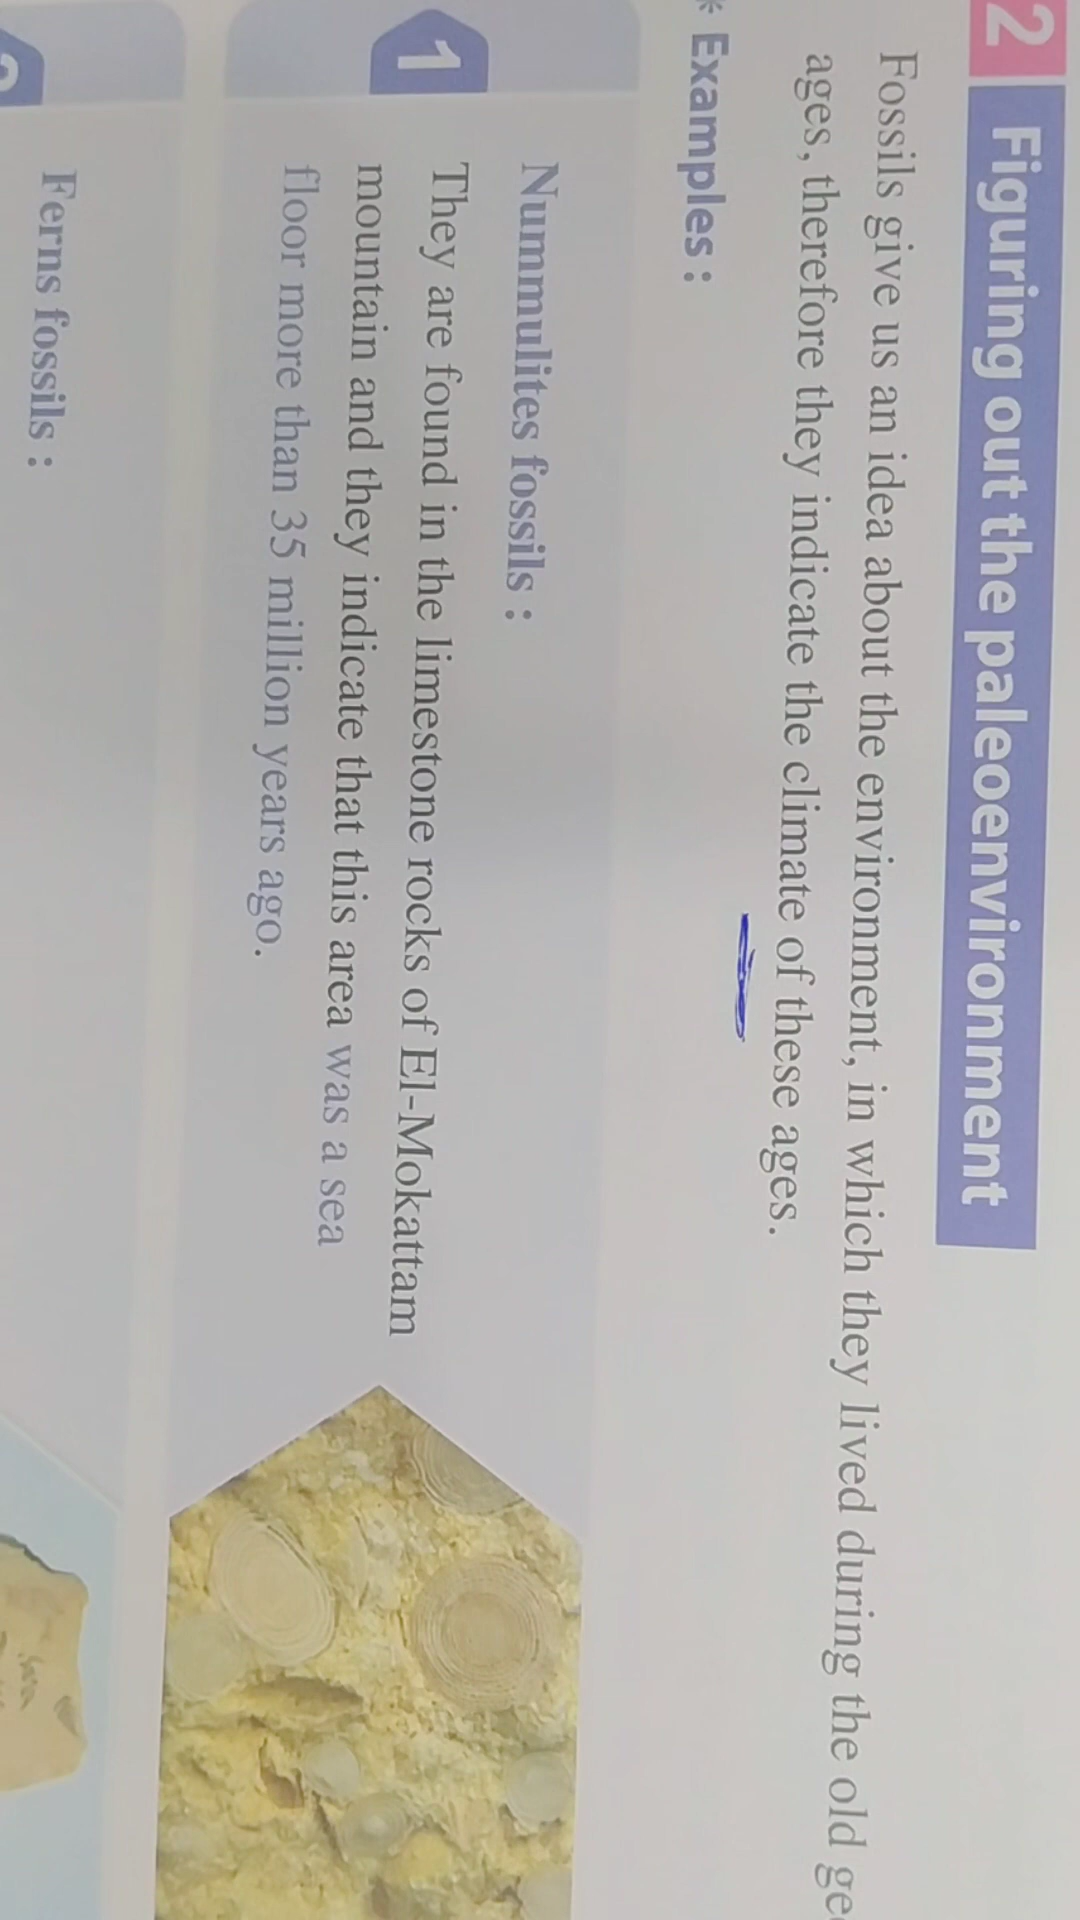 2 Figuring out the paleoenvironment
Fossils give us an idea about the environment, in which they lived during the old
ages, therefore they indicate the climate of these ages.
* Examples :
1
Nummulites fossils :
They are found in the limestone rocks of El-Mokattam
mountain and they indicate that this area was a sea
floor more than 35 million years ago.
Ferns fossils :